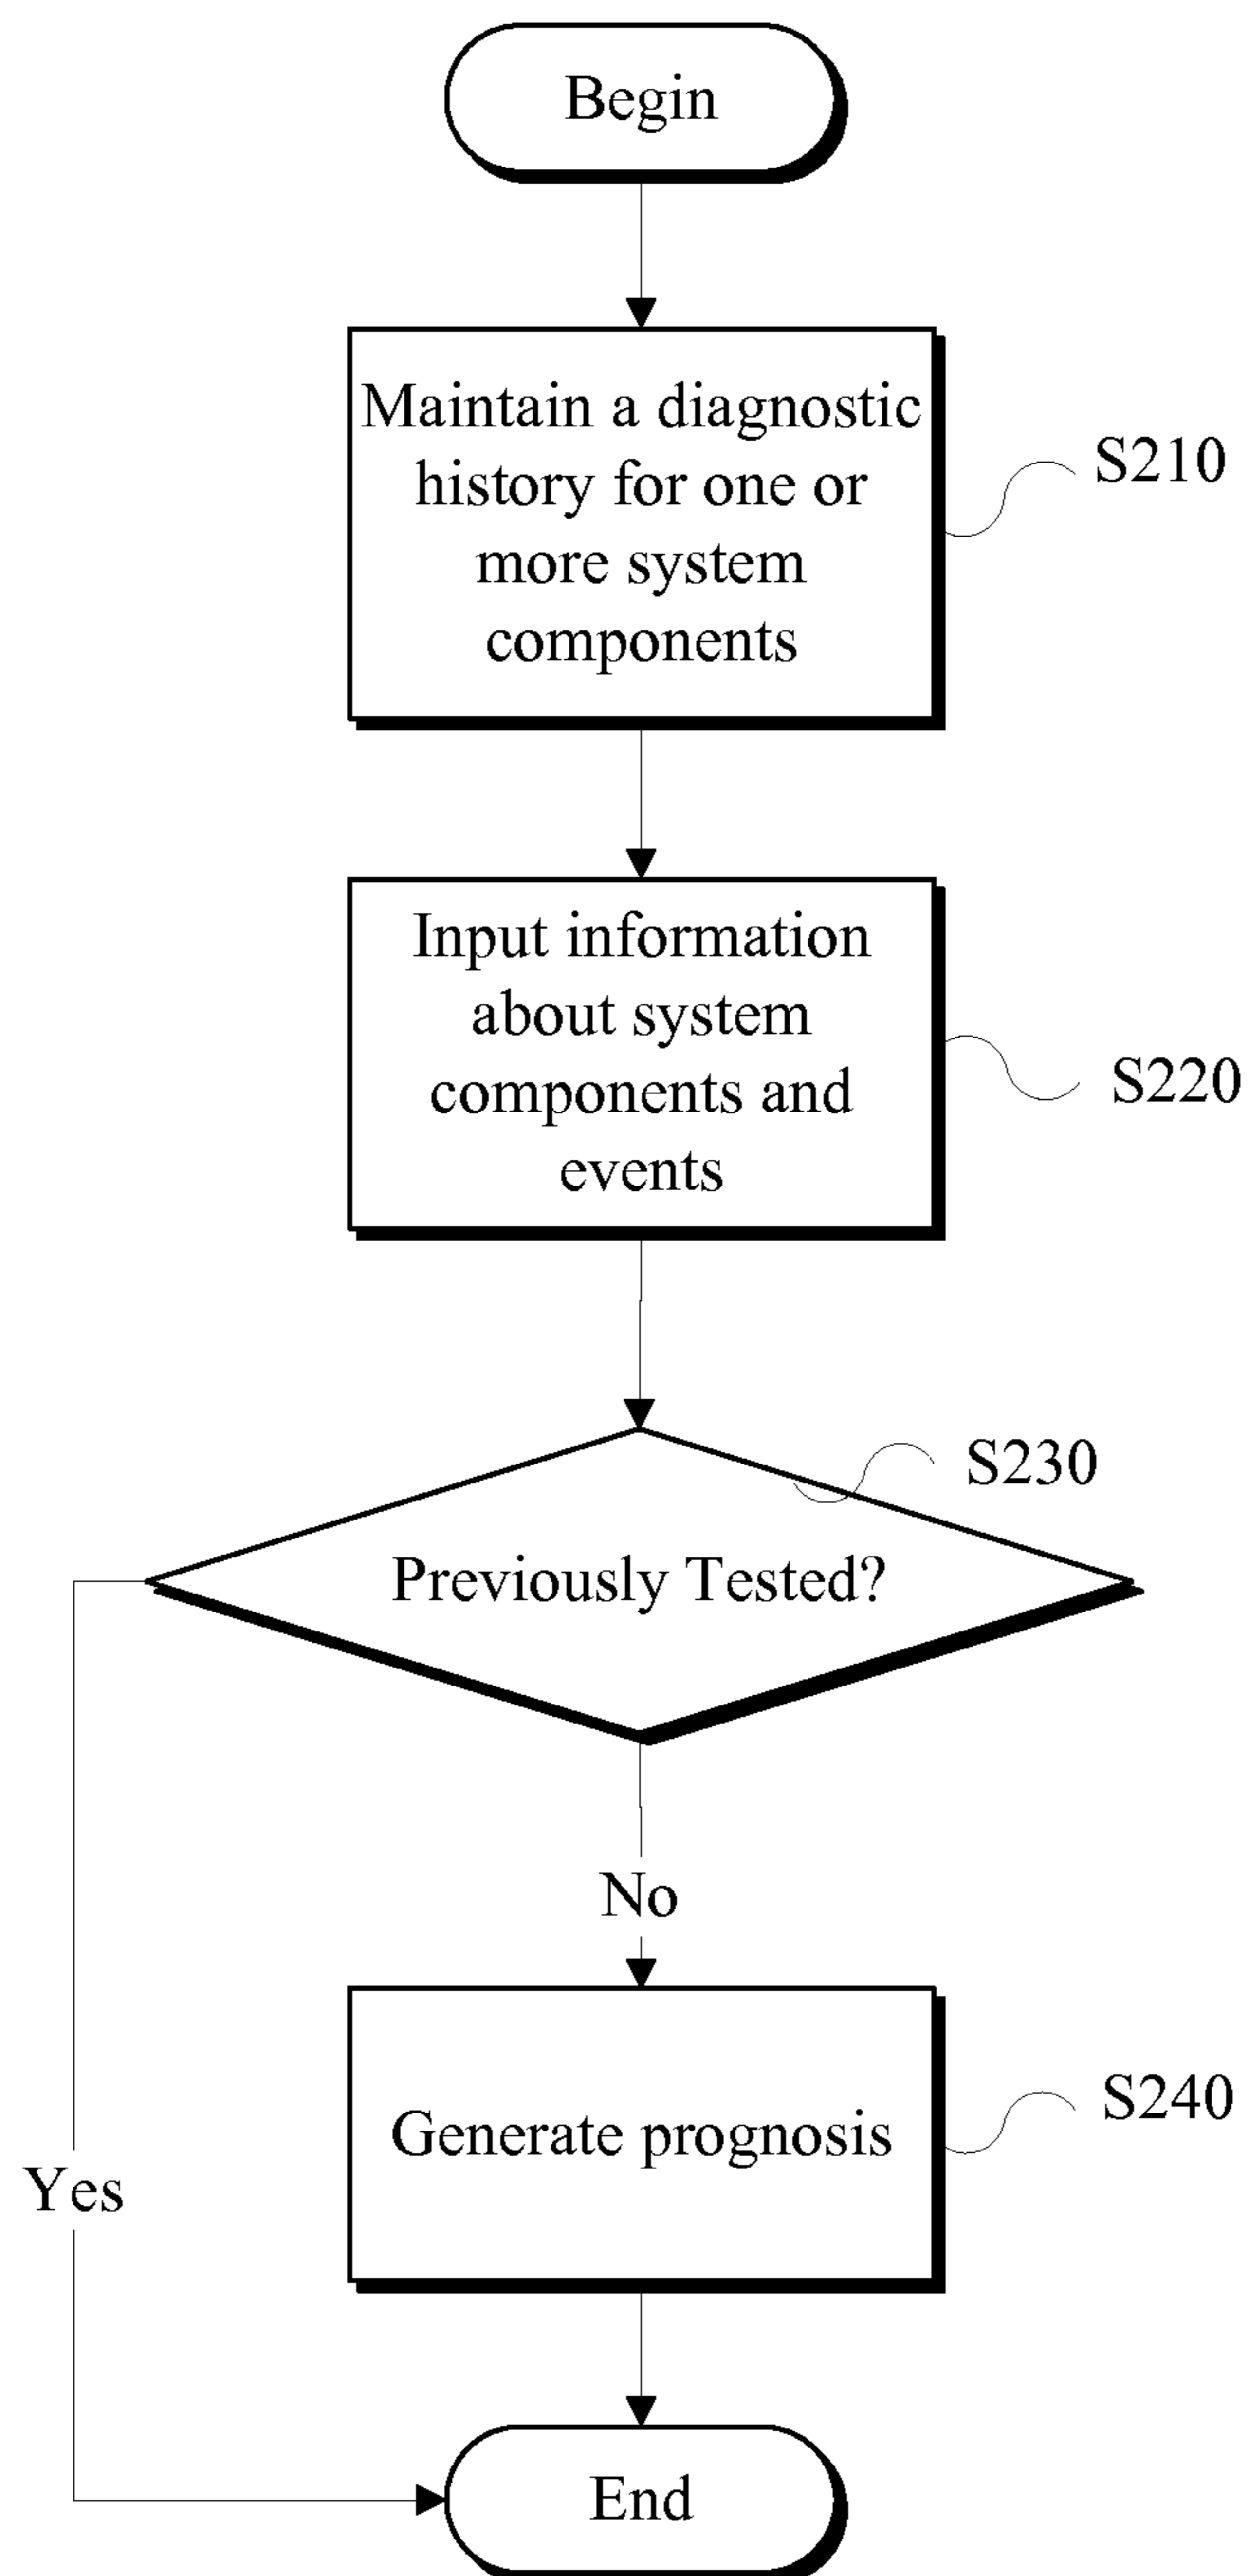 Begin
Maintain a diagnostic
history for one or
more system
components
S210
Input information
about system
components and
events
S220
S230
Previously Tested?
No
Generate prognosis
S240
Yes
End